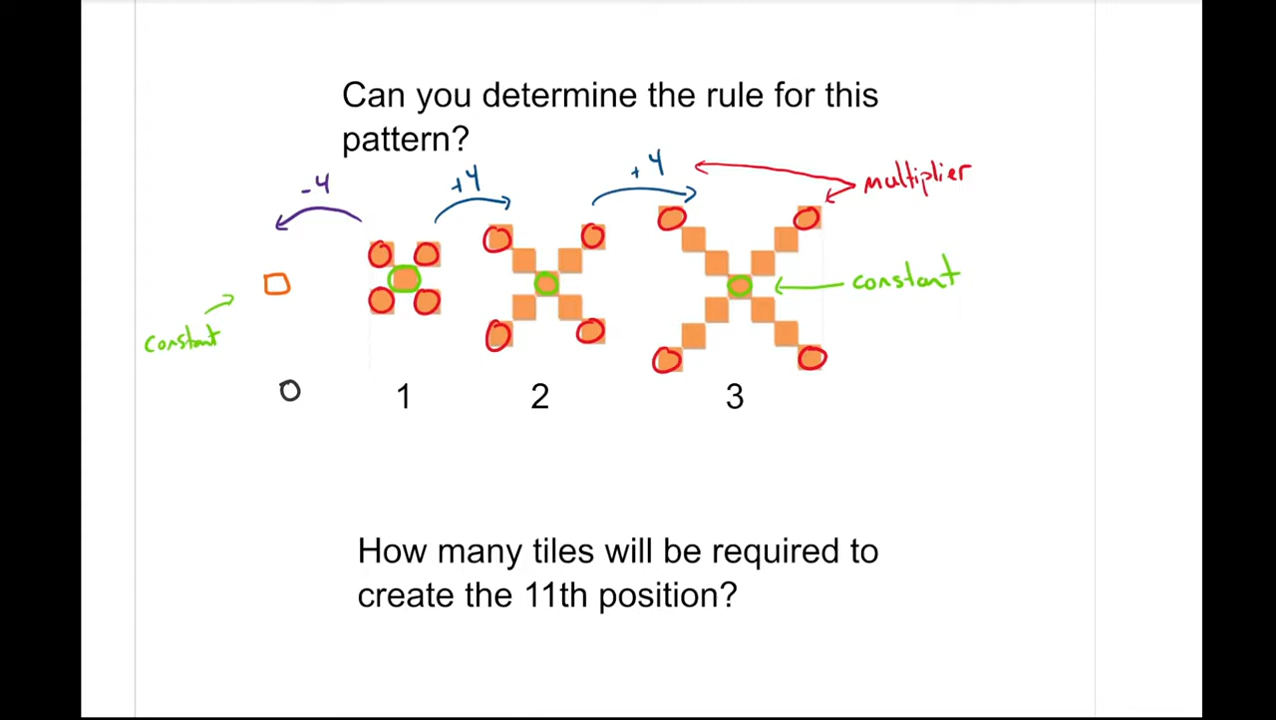 Can you determine the rule for this
pattern?
-4
+4
+4
multiplier
constant
constant
0
1
2
3
How many tiles will be required to
create the 11th position?